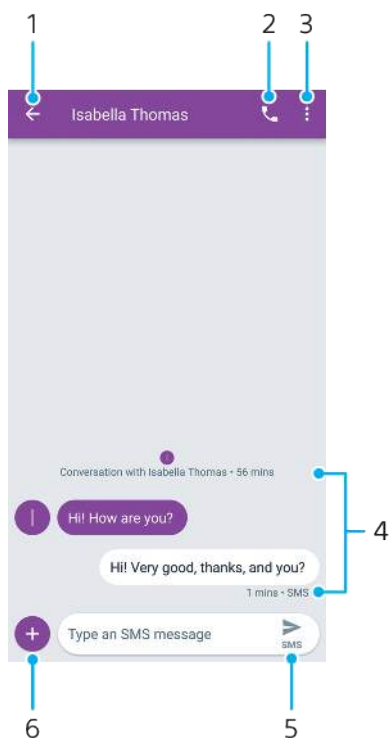 1 2 3
Isabella Thomas
Conversation with Isabella Thomas • 56 mins
I Hi! How are you?
Hi! Very good, thanks, and you?
1 mins • SMS
4
+ Type an SMS message
SMS
6 5